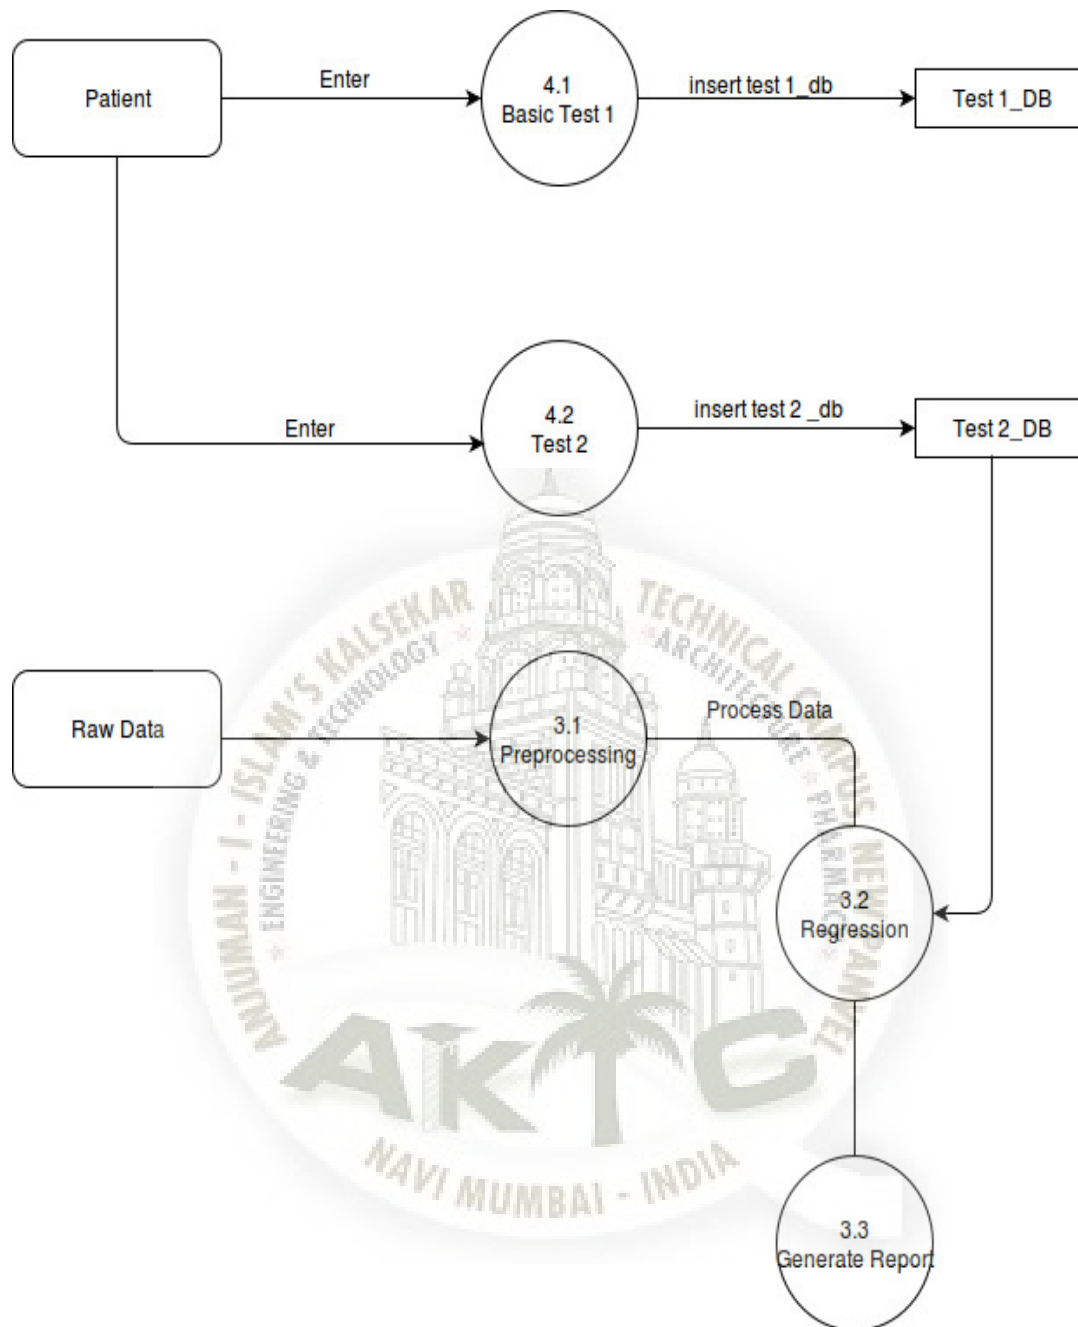 Patient
Enter
4.1
Basic Test 1
insert test 1_db
Test 1_DB
Enter
4.2
Test 2
insert test 2 _db
Test 2_DB
Raw Data
3.1
Preprocessing
Process Data
3.2
Regression
3.3
Generate Report
ANJUMAN - I - ISLAM'S KALSEKAR TECHNICAL CAMPUS NEW PANVEL
ENGINEERING & TECHNOLOGY ARCHITECTURE PHARMACY
AKTC
NAVI MUMBAI - INDIA